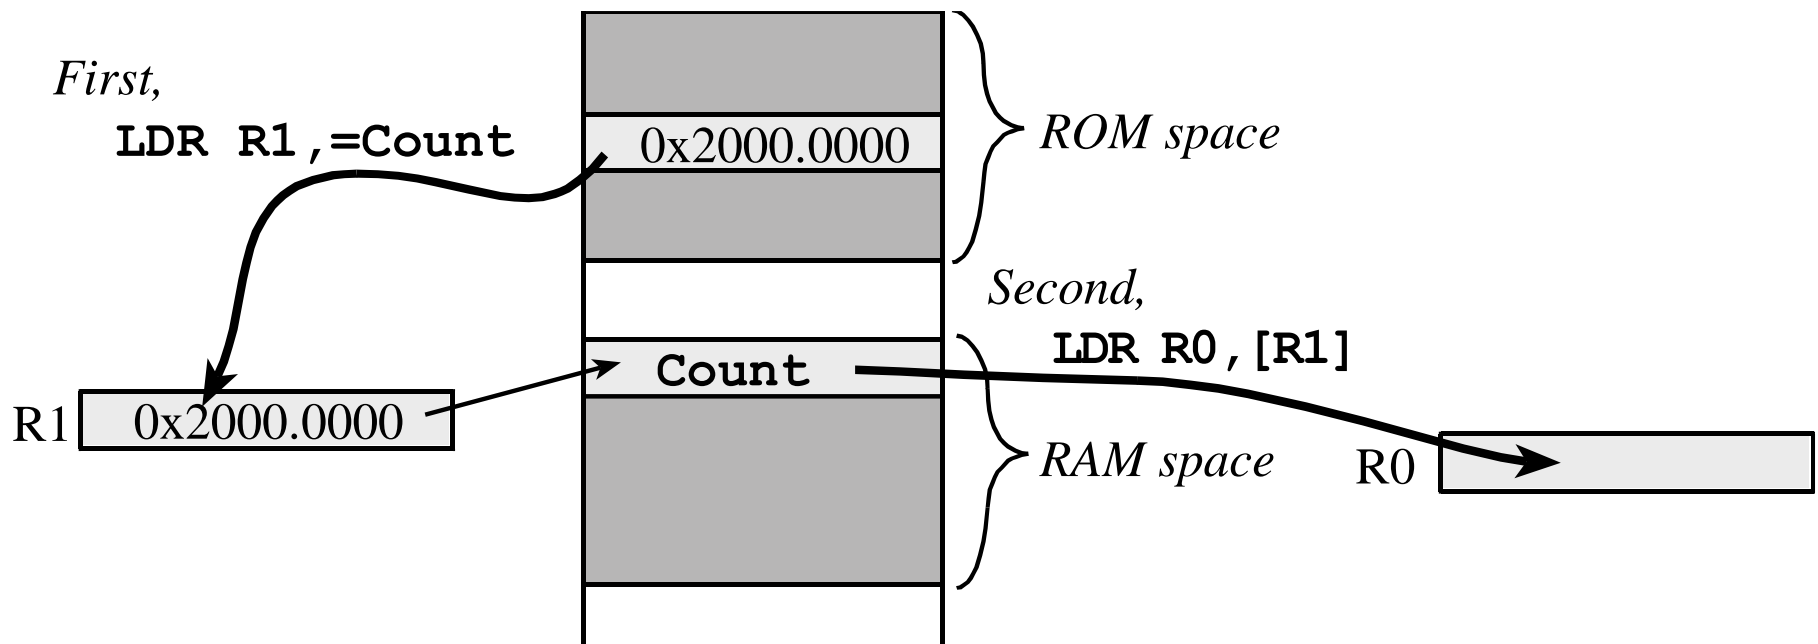 First,
LDR R1,=Count
0x2000.0000
ROM space
Second,
LDR R0,[R1]
Count
R1
0x2000.0000
RAM space
R0